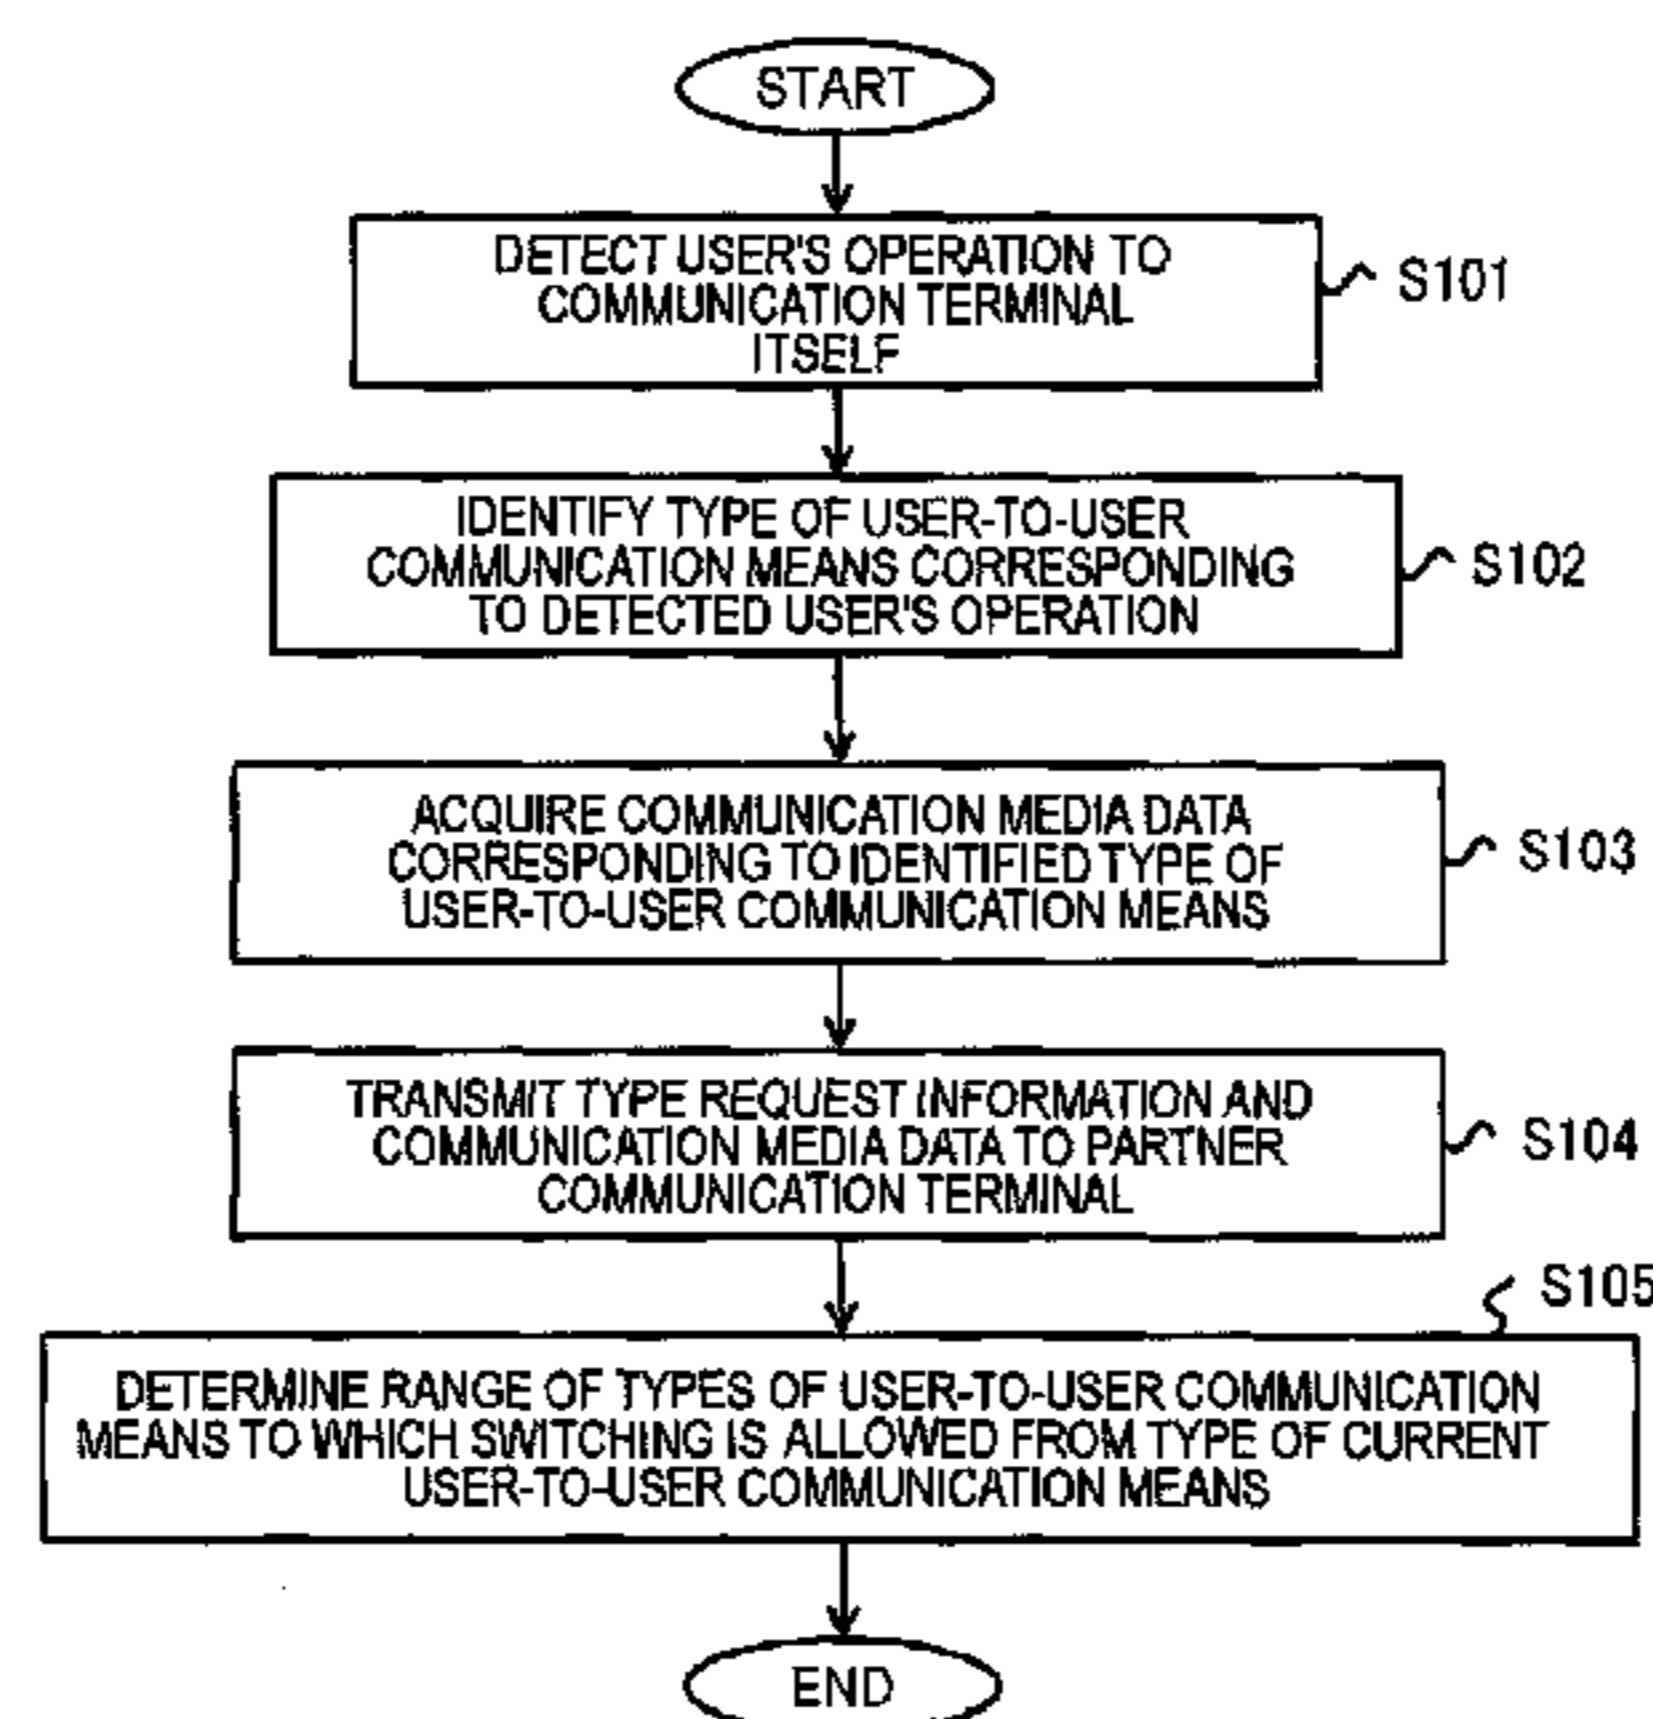 START
DETECT USER'S OPERATION TO
COMMUNICATION TERMINAL
ITSELF
S101
IDENTIFY TYPE OF USER-TO-USER
COMMUNICATION MEANS CORRESPONDING
TO DETECTED USER'S OPERATION
S102
ACQUIRE COMMUNICATION MEDIA DATA
CORRESPONDING TO IDENTIFIED TYPE OF
USER-TO-USER COMMUNICATION MEANS
S103
TRANSMIT TYPE REQUEST INFORMATION AND
COMMUNICATION MEDIA DATA TO PARTNER
COMMUNICATION TERMINAL
S104
S105
DETERMINE RANGE OF TYPES OF USER-TO-USER COMMUNICATION
MEANS TO WHICH SWITCHING IS ALLOWED FROM TYPE OF CURRENT
USER-TO-USER COMMUNICATION MEANS
END